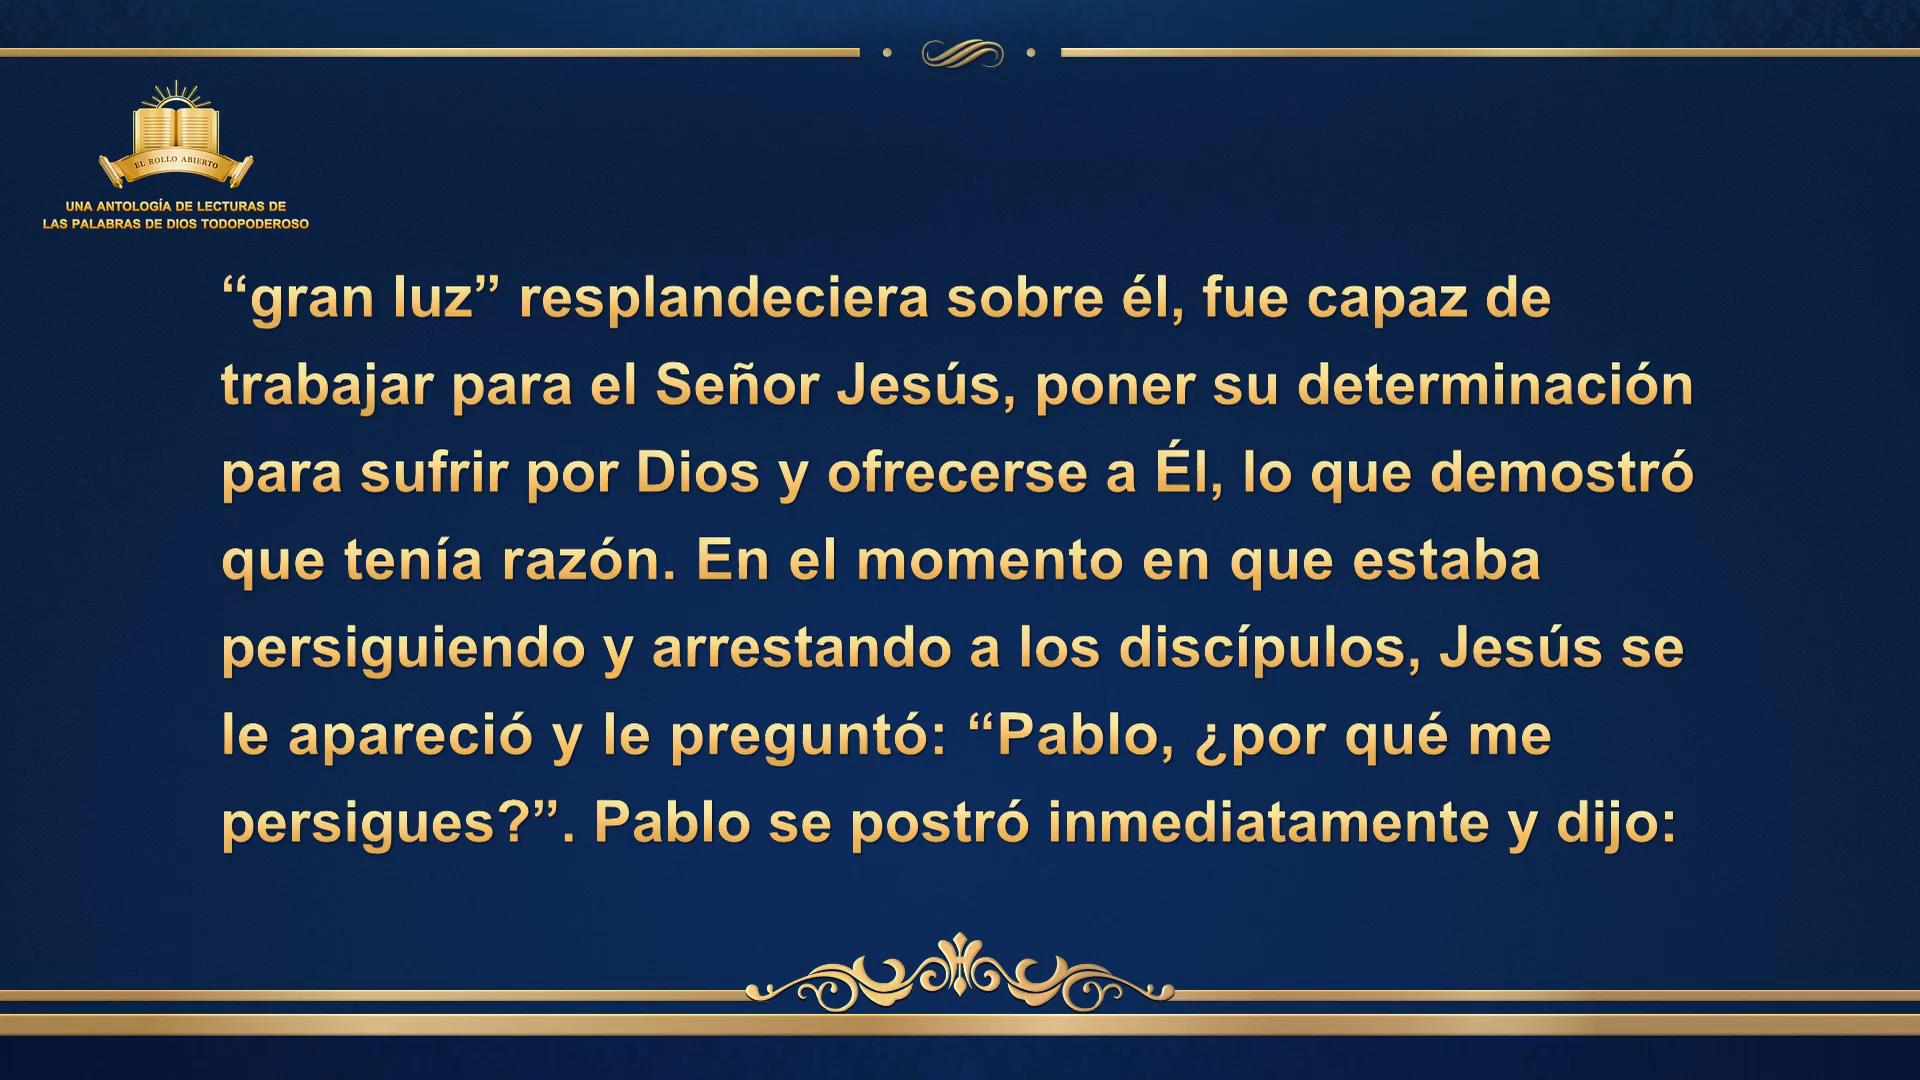 EL ROLLO ABIERTO
UNA ANTOLOGÍA DE LECTURAS DE
LAS PALABRAS DE DIOS TODOPODEROSO
“gran luz” resplandeciera sobre él, fue capaz de
trabajar para el Señor Jesús, poner su determinación
para sufrir por Dios y ofrecerse a Él, lo que demostró
que tenía razón. En el momento en que estaba
persiguiendo y arrestando a los discípulos, Jesús se
le apareció y le preguntó: “Pablo, ¿por qué me
persigues?”. Pablo se postró inmediatamente y dijo: